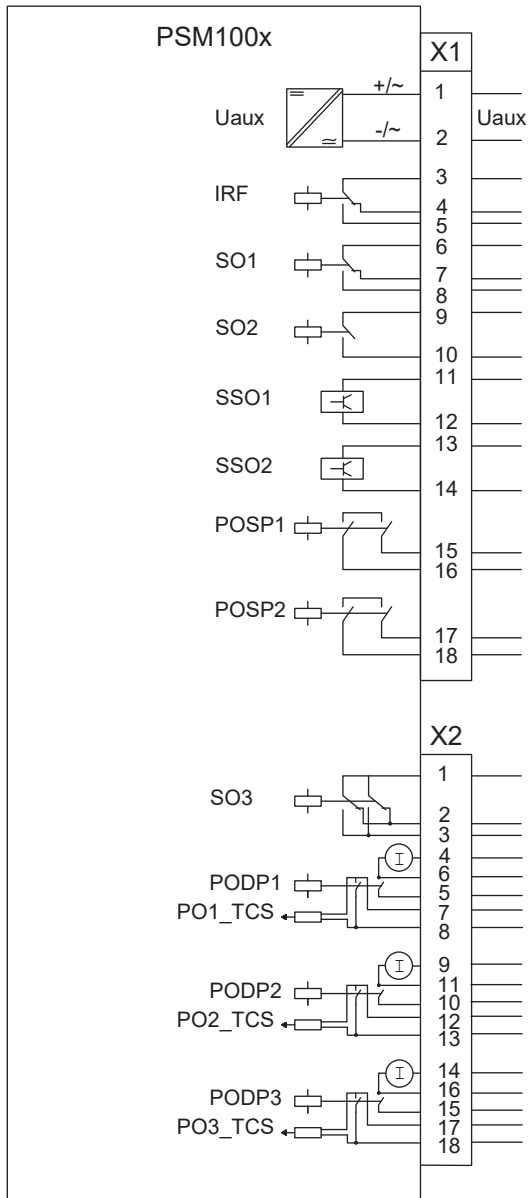 PSM100x
X1
+/~
1
Uaux
Uaux
-/~
2
3
IRF
4
5
6
SO1
7
8
9
SO2
10
11
SSO1
12
13
SSO2
14
POSP1
15
16
POSP2
17
18
X2
1
SO3
2
3
I
4
6
PODP1
5
PO1_TCS
7
8
I
9
11
PODP2
10
PO2_TCS
12
13
I
14
16
PODP3
15
PO3_TCS
17
18